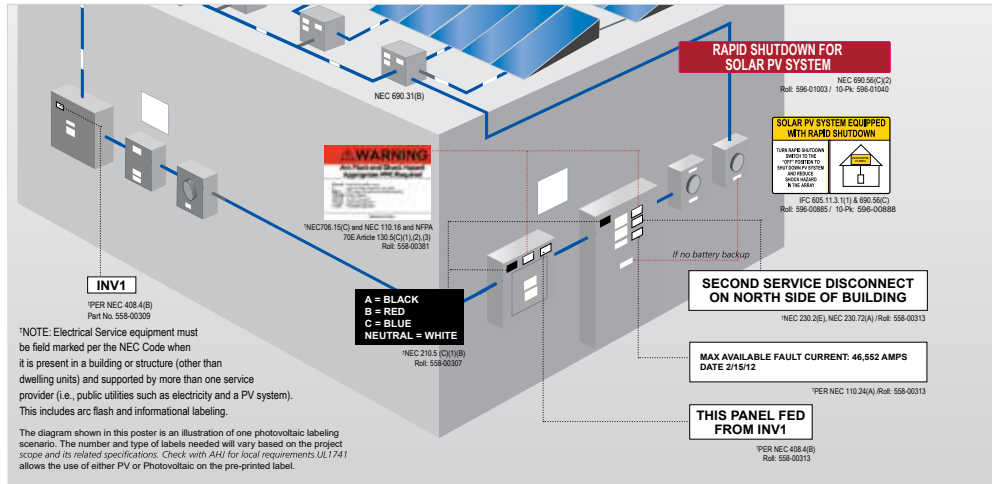 RAPID SHUTDOWN FOR
SOLAR PV SYSTEM
NEC 690.56(C)(2)
Roll: 596-01003 / 10-Pk: 596-01040
NEC 690.31(B)
SOLAR PV SYSTEM EQUIPPED
WITH RAPID SHUTDOWN
TURN RAPID SHUTDOWN
SWITCH TO THE
"OFF" POSITION TO
SHUT DOWN PV SYSTEM
AND REDUCE
SHOCK HAZARD
IN THE ARRAY
IFC 605.11.3.1(1) & 690.56(C)
Roll: 596-00885 / 10-Pk: 596-00888
WARNING
Arc Flash and Shock Hazard
Appropriate PPE Required
†NEC706.15(C) and NEC 110.16 and NFPA
70E Article 130.5(C)(1),(2),(3)
Roll: 558-00381
If no battery backup
INV1
†PER NEC 408.4(B)
Part No. 558-00309
A = BLACK
B = RED
C = BLUE
NEUTRAL = WHITE
†NEC 210.5 (C)(1)(B)
Roll: 558-00307
SECOND SERVICE DISCONNECT
ON NORTH SIDE OF BUILDING
†NEC 230.2(E), NEC 230.72(A) /Roll: 558-00313
MAX AVAILABLE FAULT CURRENT: 46,552 AMPS
DATE 2/15/12
†PER NEC 110.24(A) /Roll: 558-00313
THIS PANEL FED
FROM INV1
†PER NEC 408.4(B)
Roll: 558-00313
†NOTE: Electrical Service equipment must
be field marked per the NEC Code when
it is present in a building or structure (other than
dwelling units) and supported by more than one service
provider (i.e., public utilities such as electricity and a PV system).
This includes arc flash and informational labeling.
The diagram shown in this poster is an illustration of one photovoltaic labeling
scenario. The number and type of labels needed will vary based on the project
scope and its related specifications. Check with AHJ for local requirements.UL1741
allows the use of either PV or Photovoltaic on the pre-printed label.